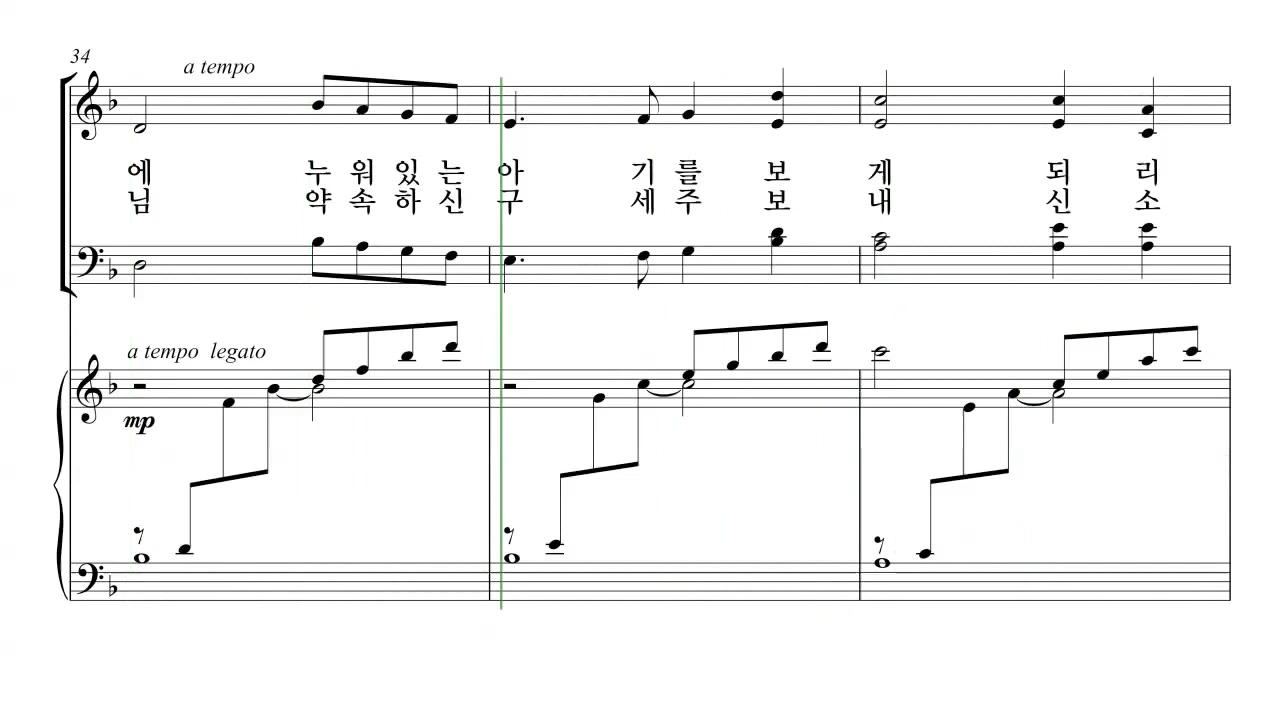 34
a tempo
에 누 워 있 는 아 기 를 보 게 되 리
님 약 속 하 신 구 세 주 보 내 신 소
a tempo legato
mp